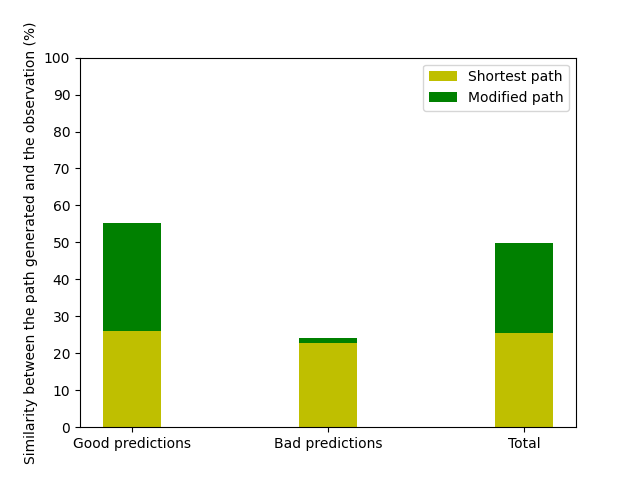 Similarity between the path generated and the observation (%)
100
90
80
70
60
50
40
30
20
10
0
Shortest path
Modified path
Good predictions
Bad predictions
Total